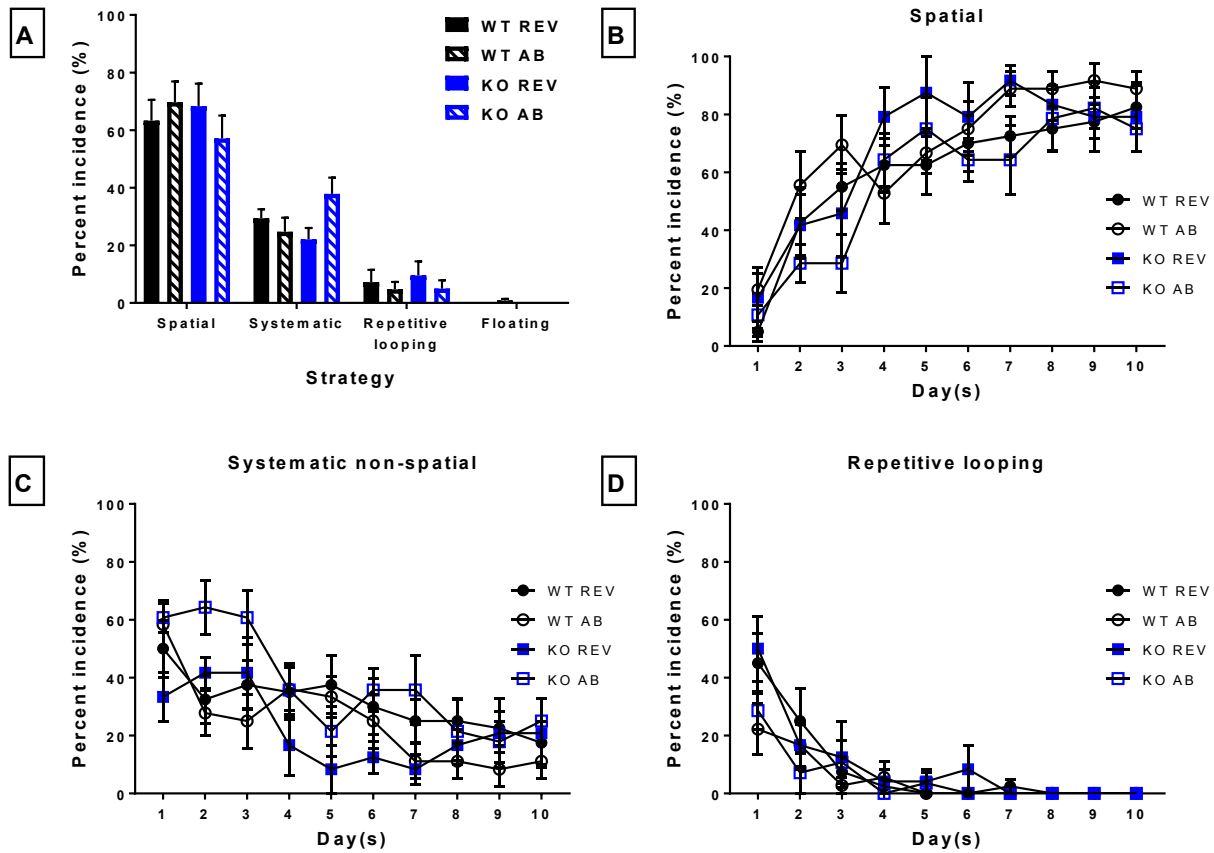 A
Percent incidence (%)
100
80
60
40
20
0
WT REV
WT AB
KO REV
KO AB
Spatial
Systematic
Repetitive
looping
Floating
Strategy
B
Spatial
Percent incidence (%)
100
80
60
40
20
0
WT REV
WT AB
KO REV
KO AB
1 2 3 4 5 6 7 8 9 10
Day(s)
C
Systematic non-spatial
Percent incidence (%)
100
80
60
40
20
0
WT REV
WT AB
KO REV
KO AB
1 2 3 4 5 6 7 8 9 10
Day(s)
D
Repetitive looping
Percent incidence (%)
100
80
60
40
20
0
WT REV
WT AB
KO REV
KO AB
1 2 3 4 5 6 7 8 9 10
Day(s)